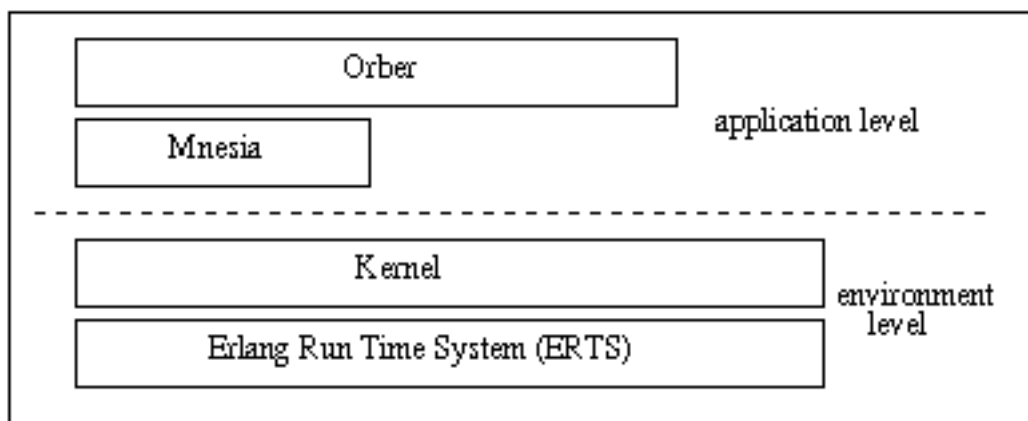 Orber
application level
Mnesia
Kernel
environment
level
Erlang Run Time System (ERTS)